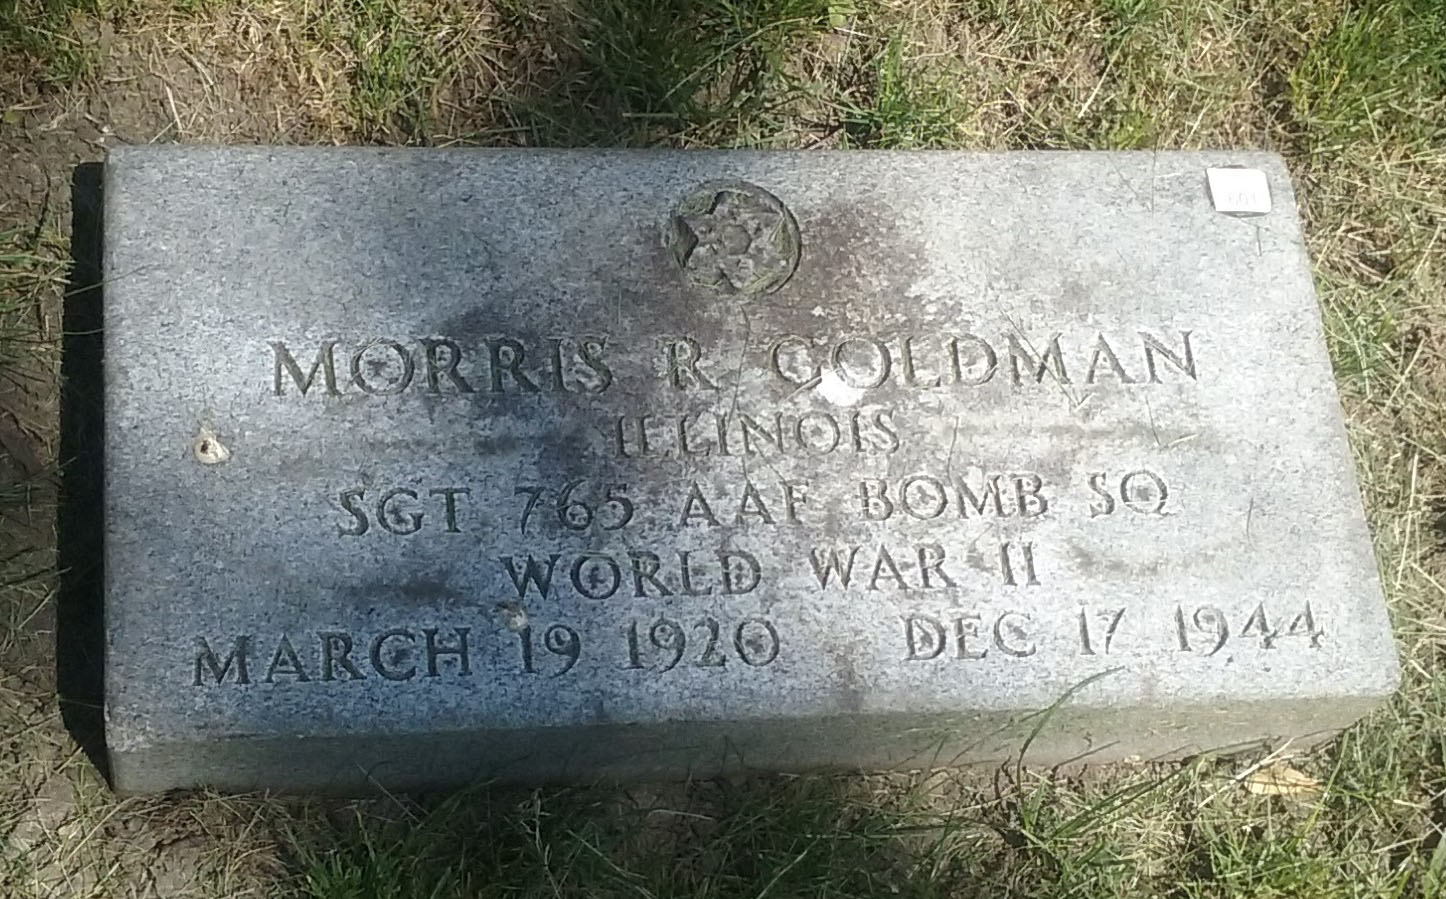 MORRIS R GOLDMAN
ILLINOIS
SGT 765 AAF BOMB SQ
WORLD WAR II
MARCH 19 1920 DEC 17 1944